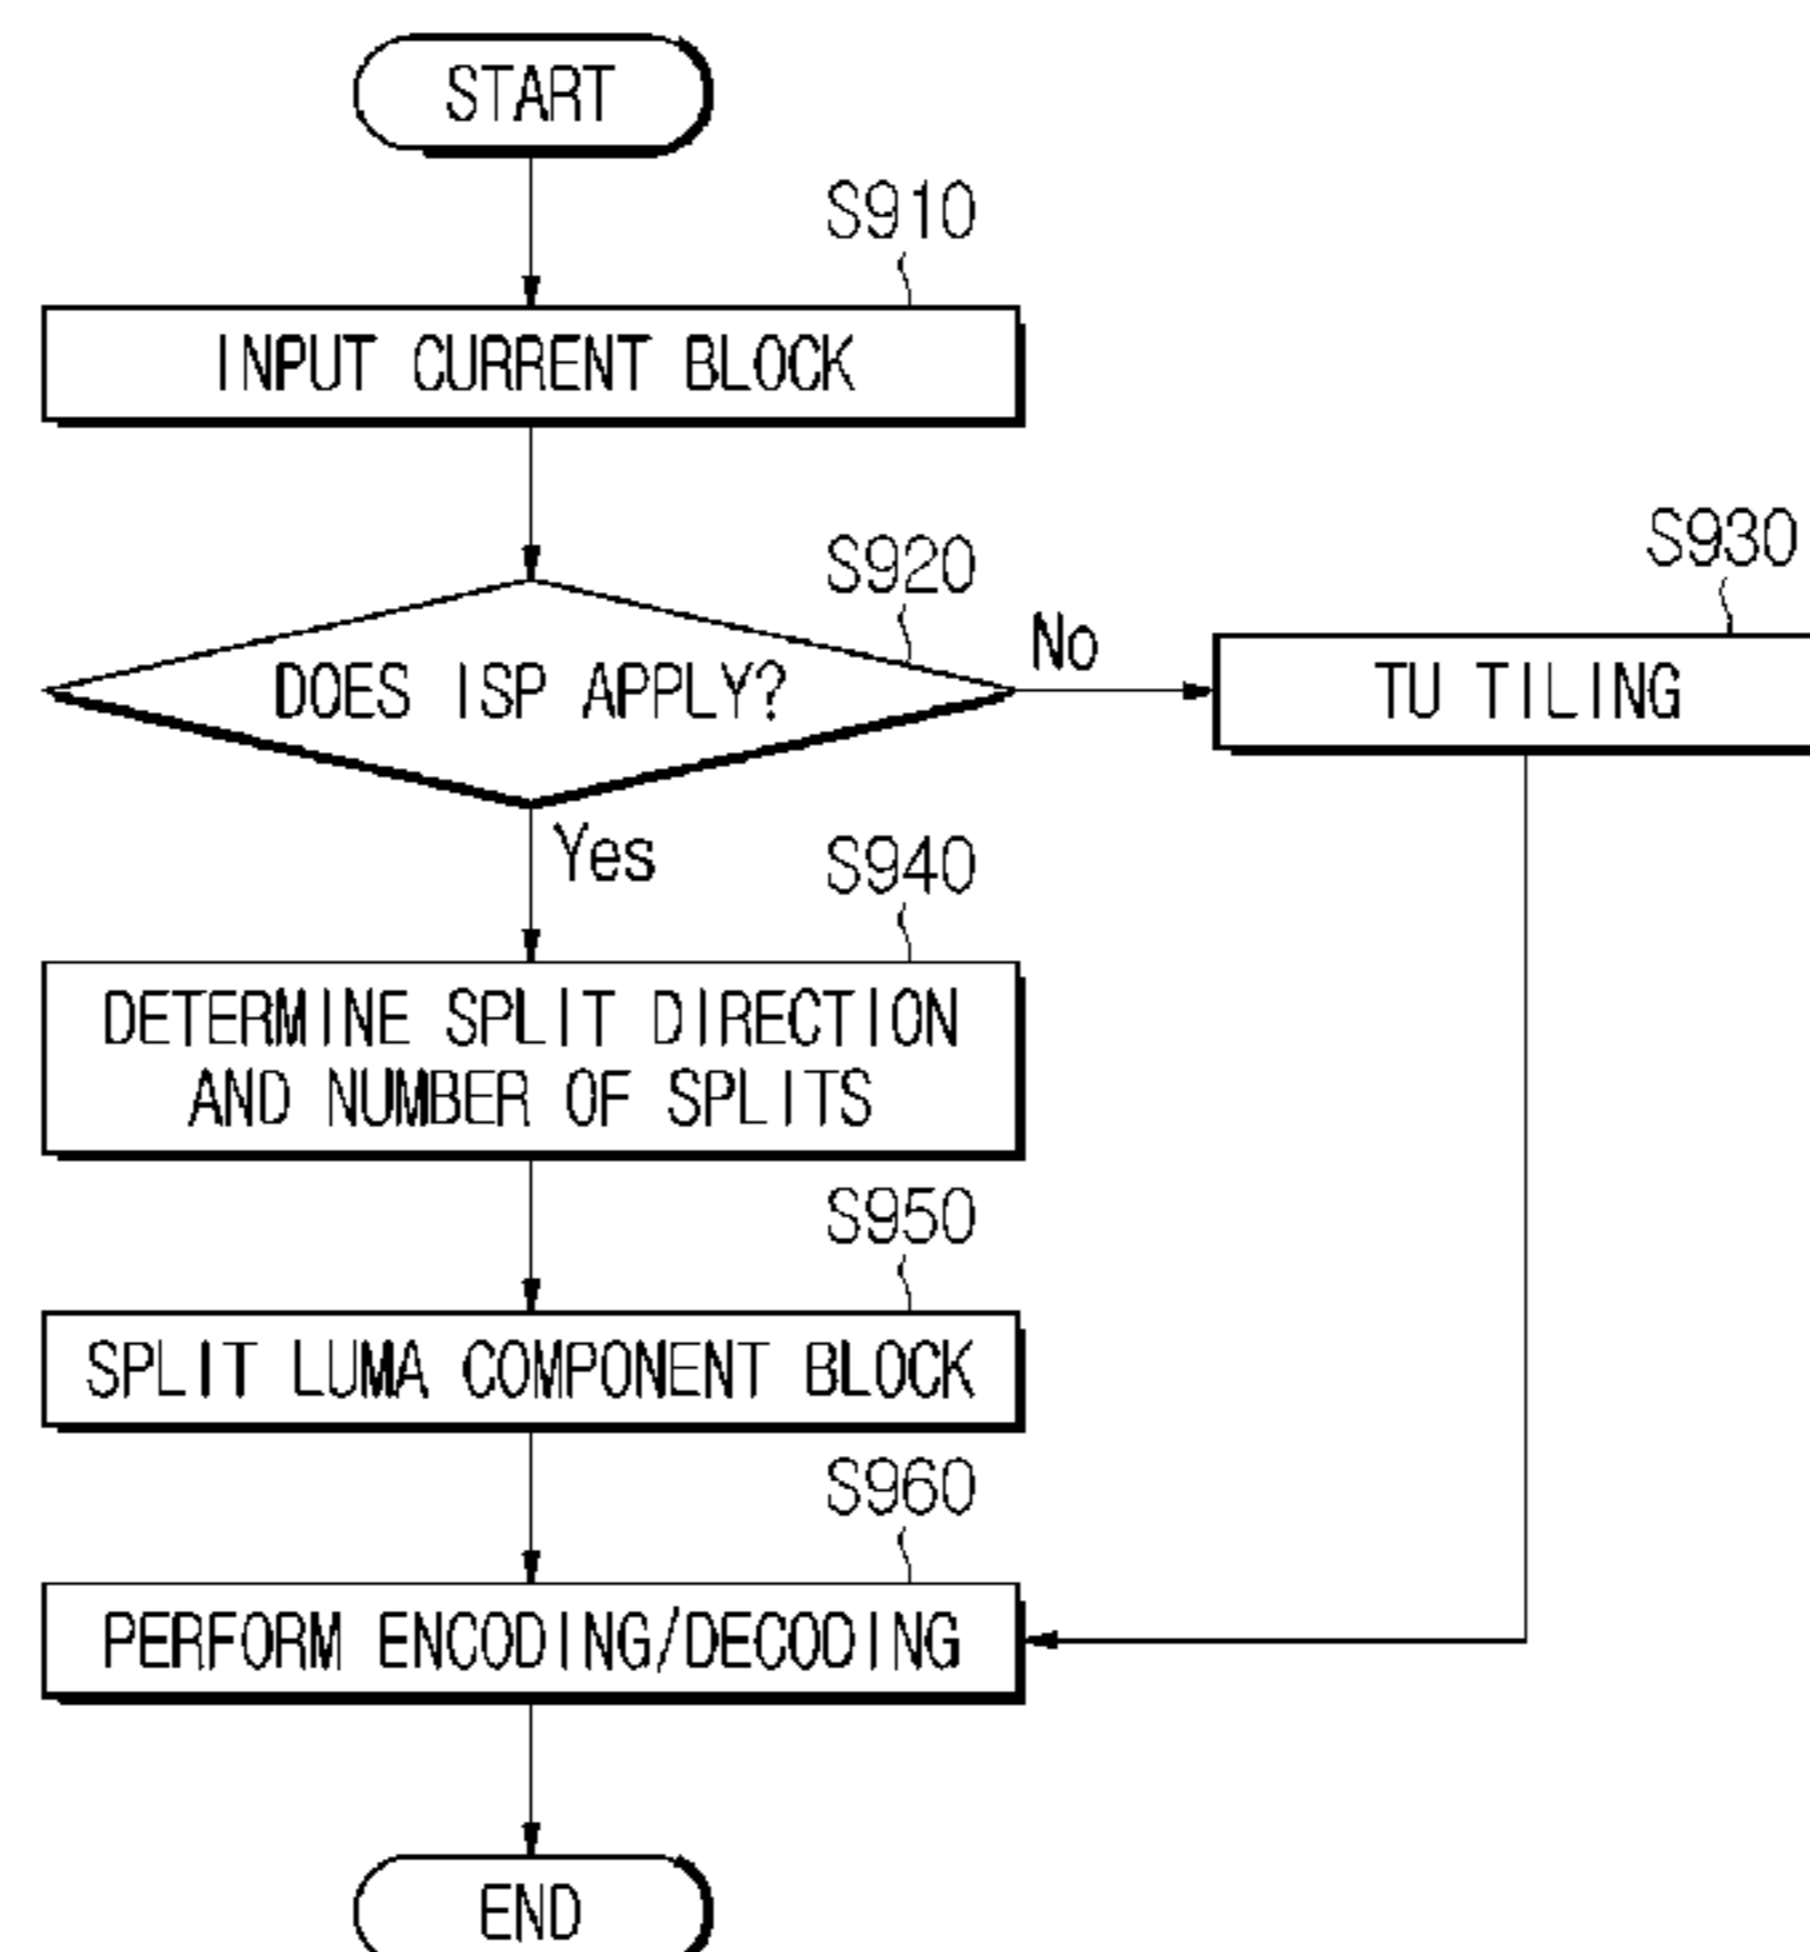 START
S910
INPUT CURRENT BLOCK
S920
DOES ISP APPLY?
No
S930
TU TILING
Yes
S940
DETERMINE SPLIT DIRECTION
AND NUMBER OF SPLITS
S950
SPLIT LUMA COMPONENT BLOCK
S960
PERFORM ENCODING/DECODING
END